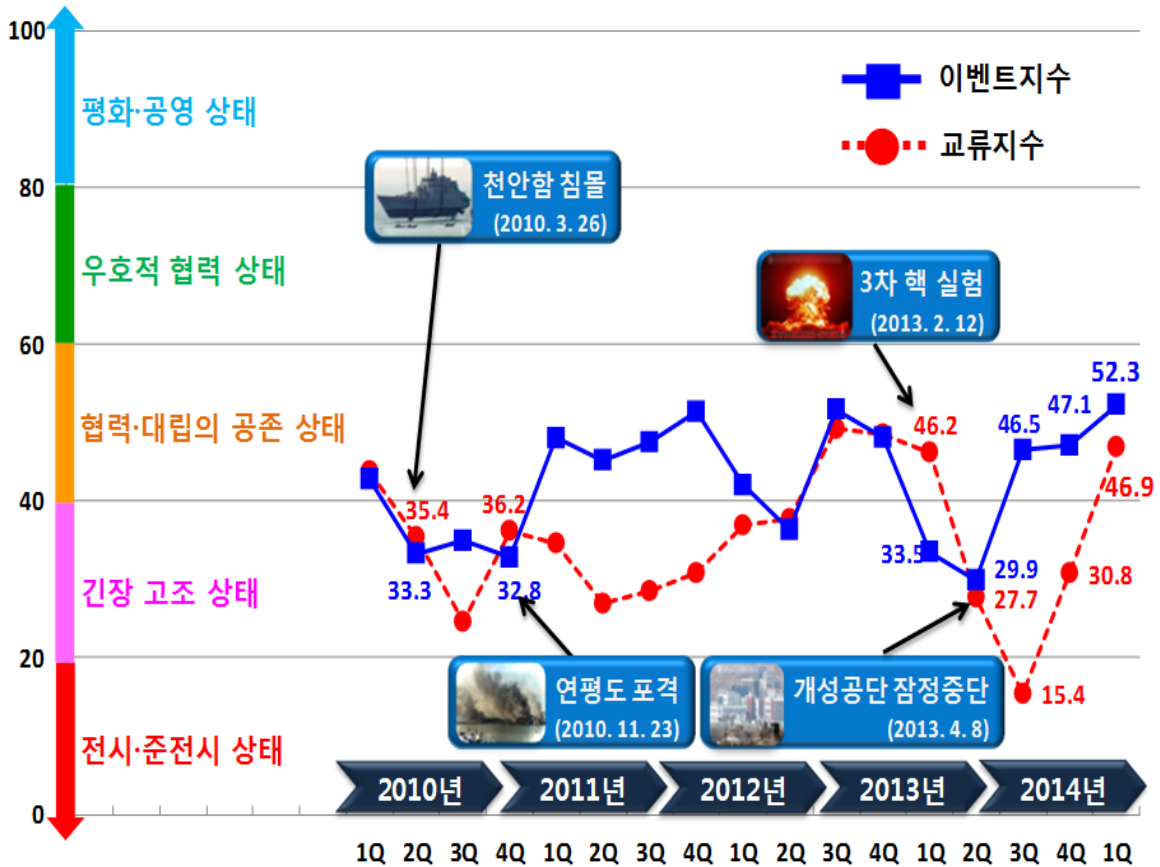 100
80
60
40
20
0
평화·공영 상태
우호적 협력 상태
협력·대립의 공존 상태
긴장 고조 상태
전시·준전시 상태
이벤트지수
교류지수
천안함 침몰
(2010. 3. 26)
3차 핵 실험
(2013. 2. 12)
35.4
33.3
36.2
32.8
46.2
33.5
29.9
27.7
46.5
15.4
47.1
30.8
52.3
46.9
연평도 포격
(2010. 11. 23)
개성공단 잠정중단
(2013. 4. 8)
2010년 2011년 2012년 2013년 2014년
1Q 2Q 3Q 4Q 1Q 2Q 3Q 4Q 1Q 2Q 3Q 4Q 1Q 2Q 3Q 4Q 1Q